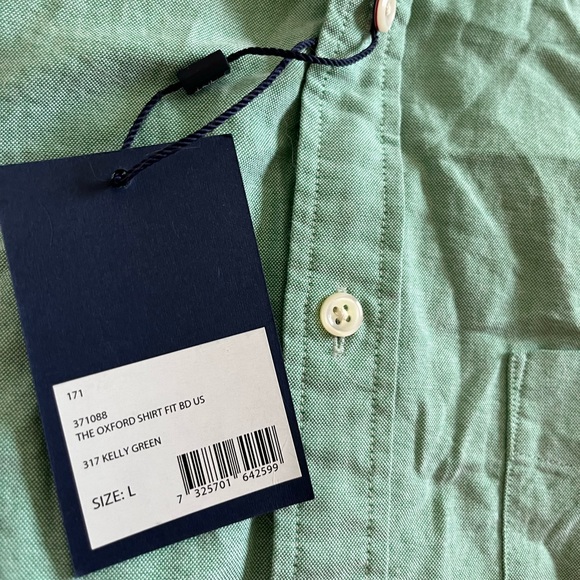 171
371088
THE OXFORD SHIRT FIT BD US
317 KELLY GREEN
SIZE: L
7 325701 642599